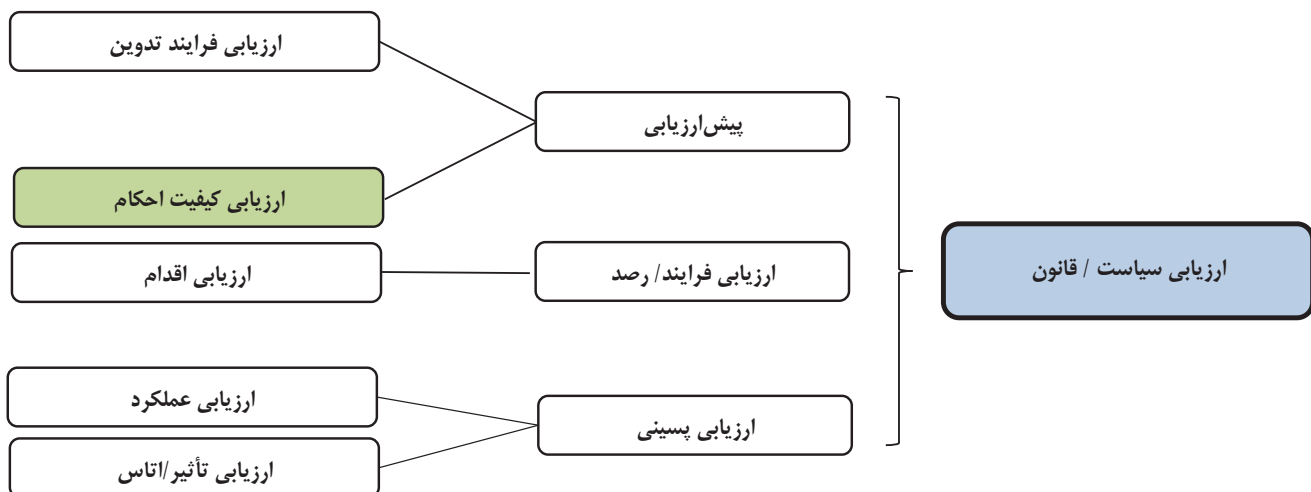 ارزیابی سیاست / قانون
پیش‌ارزیابی
ارزیابی فرایند تدوین
ارزیابی کیفیت احکام
ارزیابی فرایند/ رصد
ارزیابی اقدام
ارزیابی پسینی
ارزیابی عملکرد
ارزیابی تأثیر/اتاس